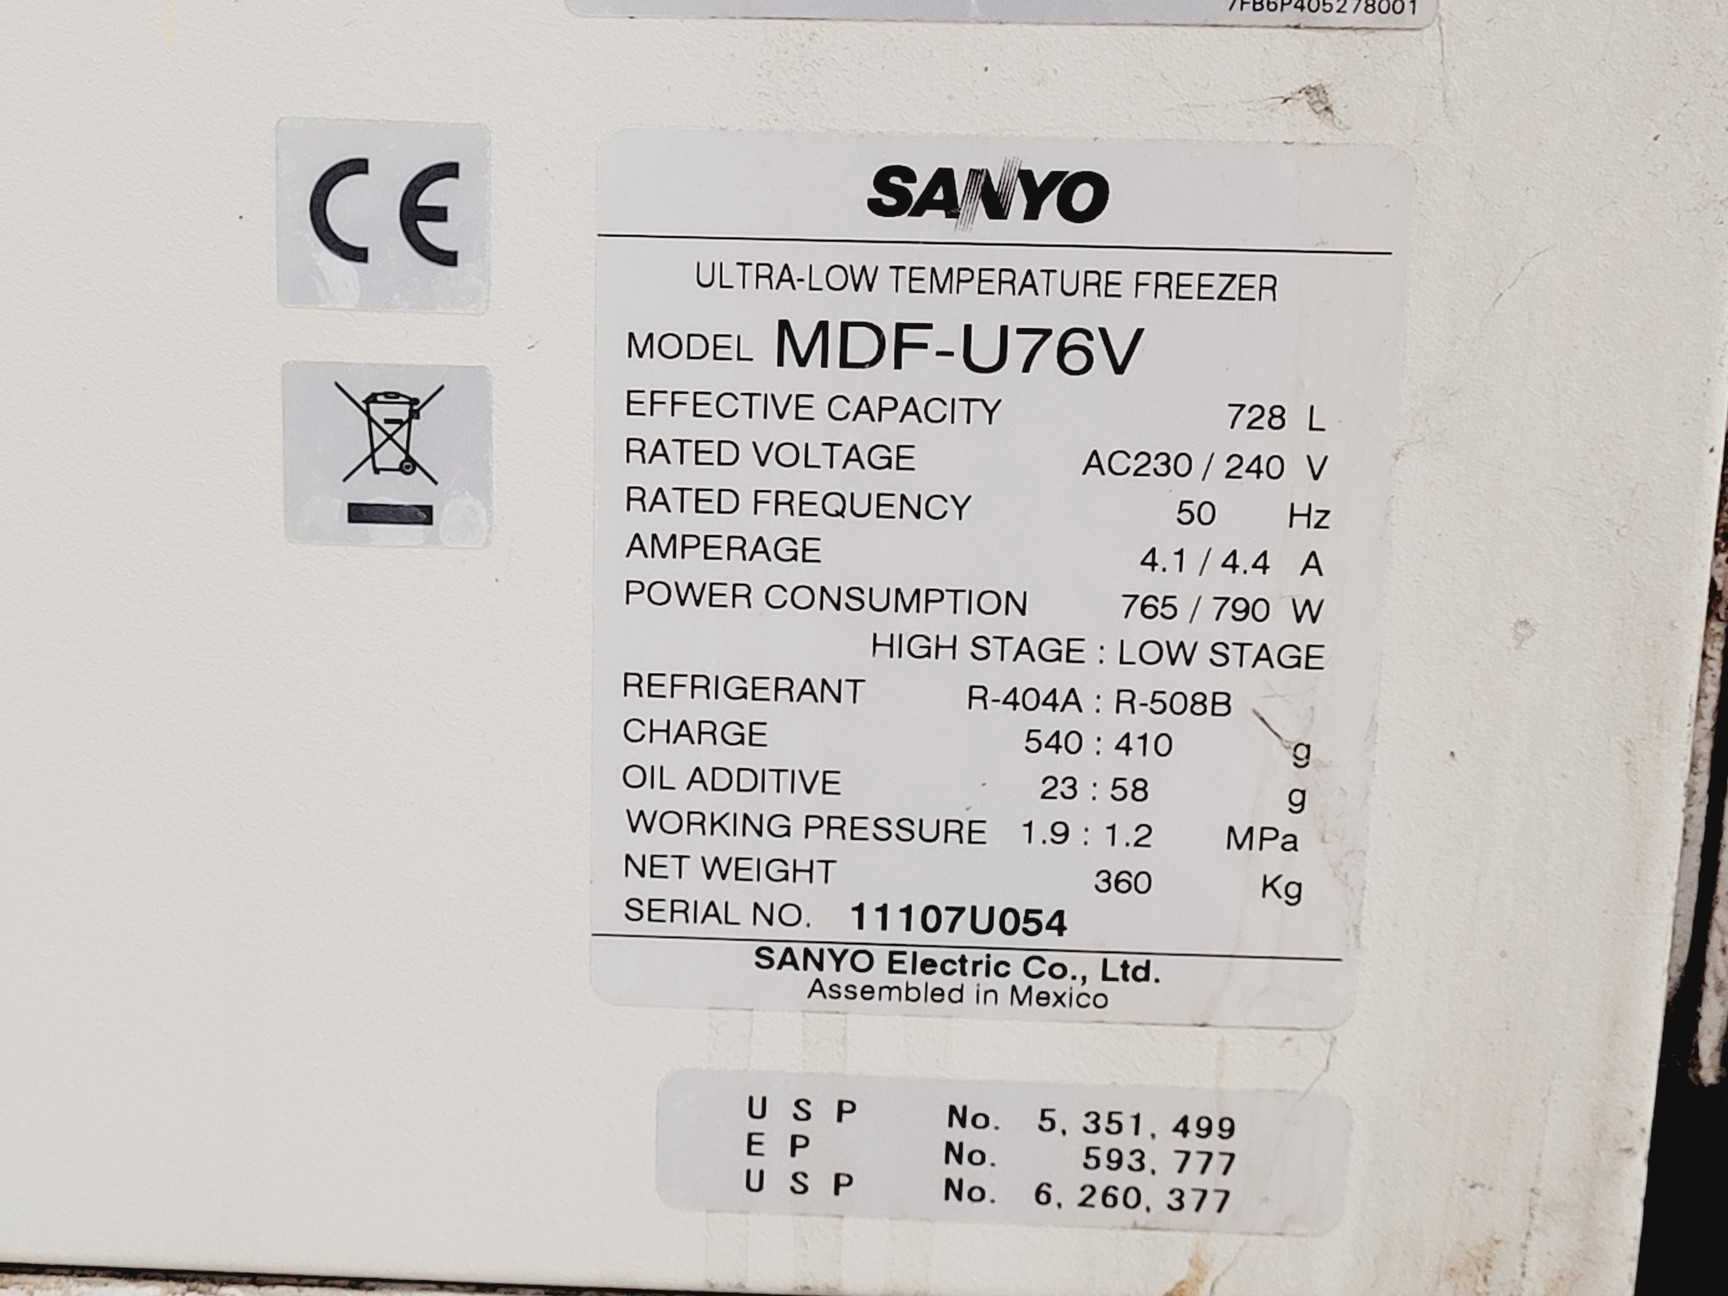 7FB6P405278001
CE
SANYO
ULTRA-LOW TEMPERATURE FREEZER
MODEL MDF-U76V
EFFECTIVE CAPACITY 728 L
RATED VOLTAGE AC230 / 240 V
RATED FREQUENCY 50 Hz
AMPERAGE 4.1 / 4.4 A
POWER CONSUMPTION 765 / 790 W
HIGH STAGE : LOW STAGE
REFRIGERANT R-404A : R-508B
CHARGE 540 : 410 g
OIL ADDITIVE 23 : 58 g
WORKING PRESSURE 1.9 : 1.2 MPa
NET WEIGHT 360 Kg
SERIAL NO. 11107U054
SANYO Electric Co., Ltd.
Assembled in Mexico
U S P No. 5, 351, 499
E P No. 593, 777
U S P No. 6, 260, 377